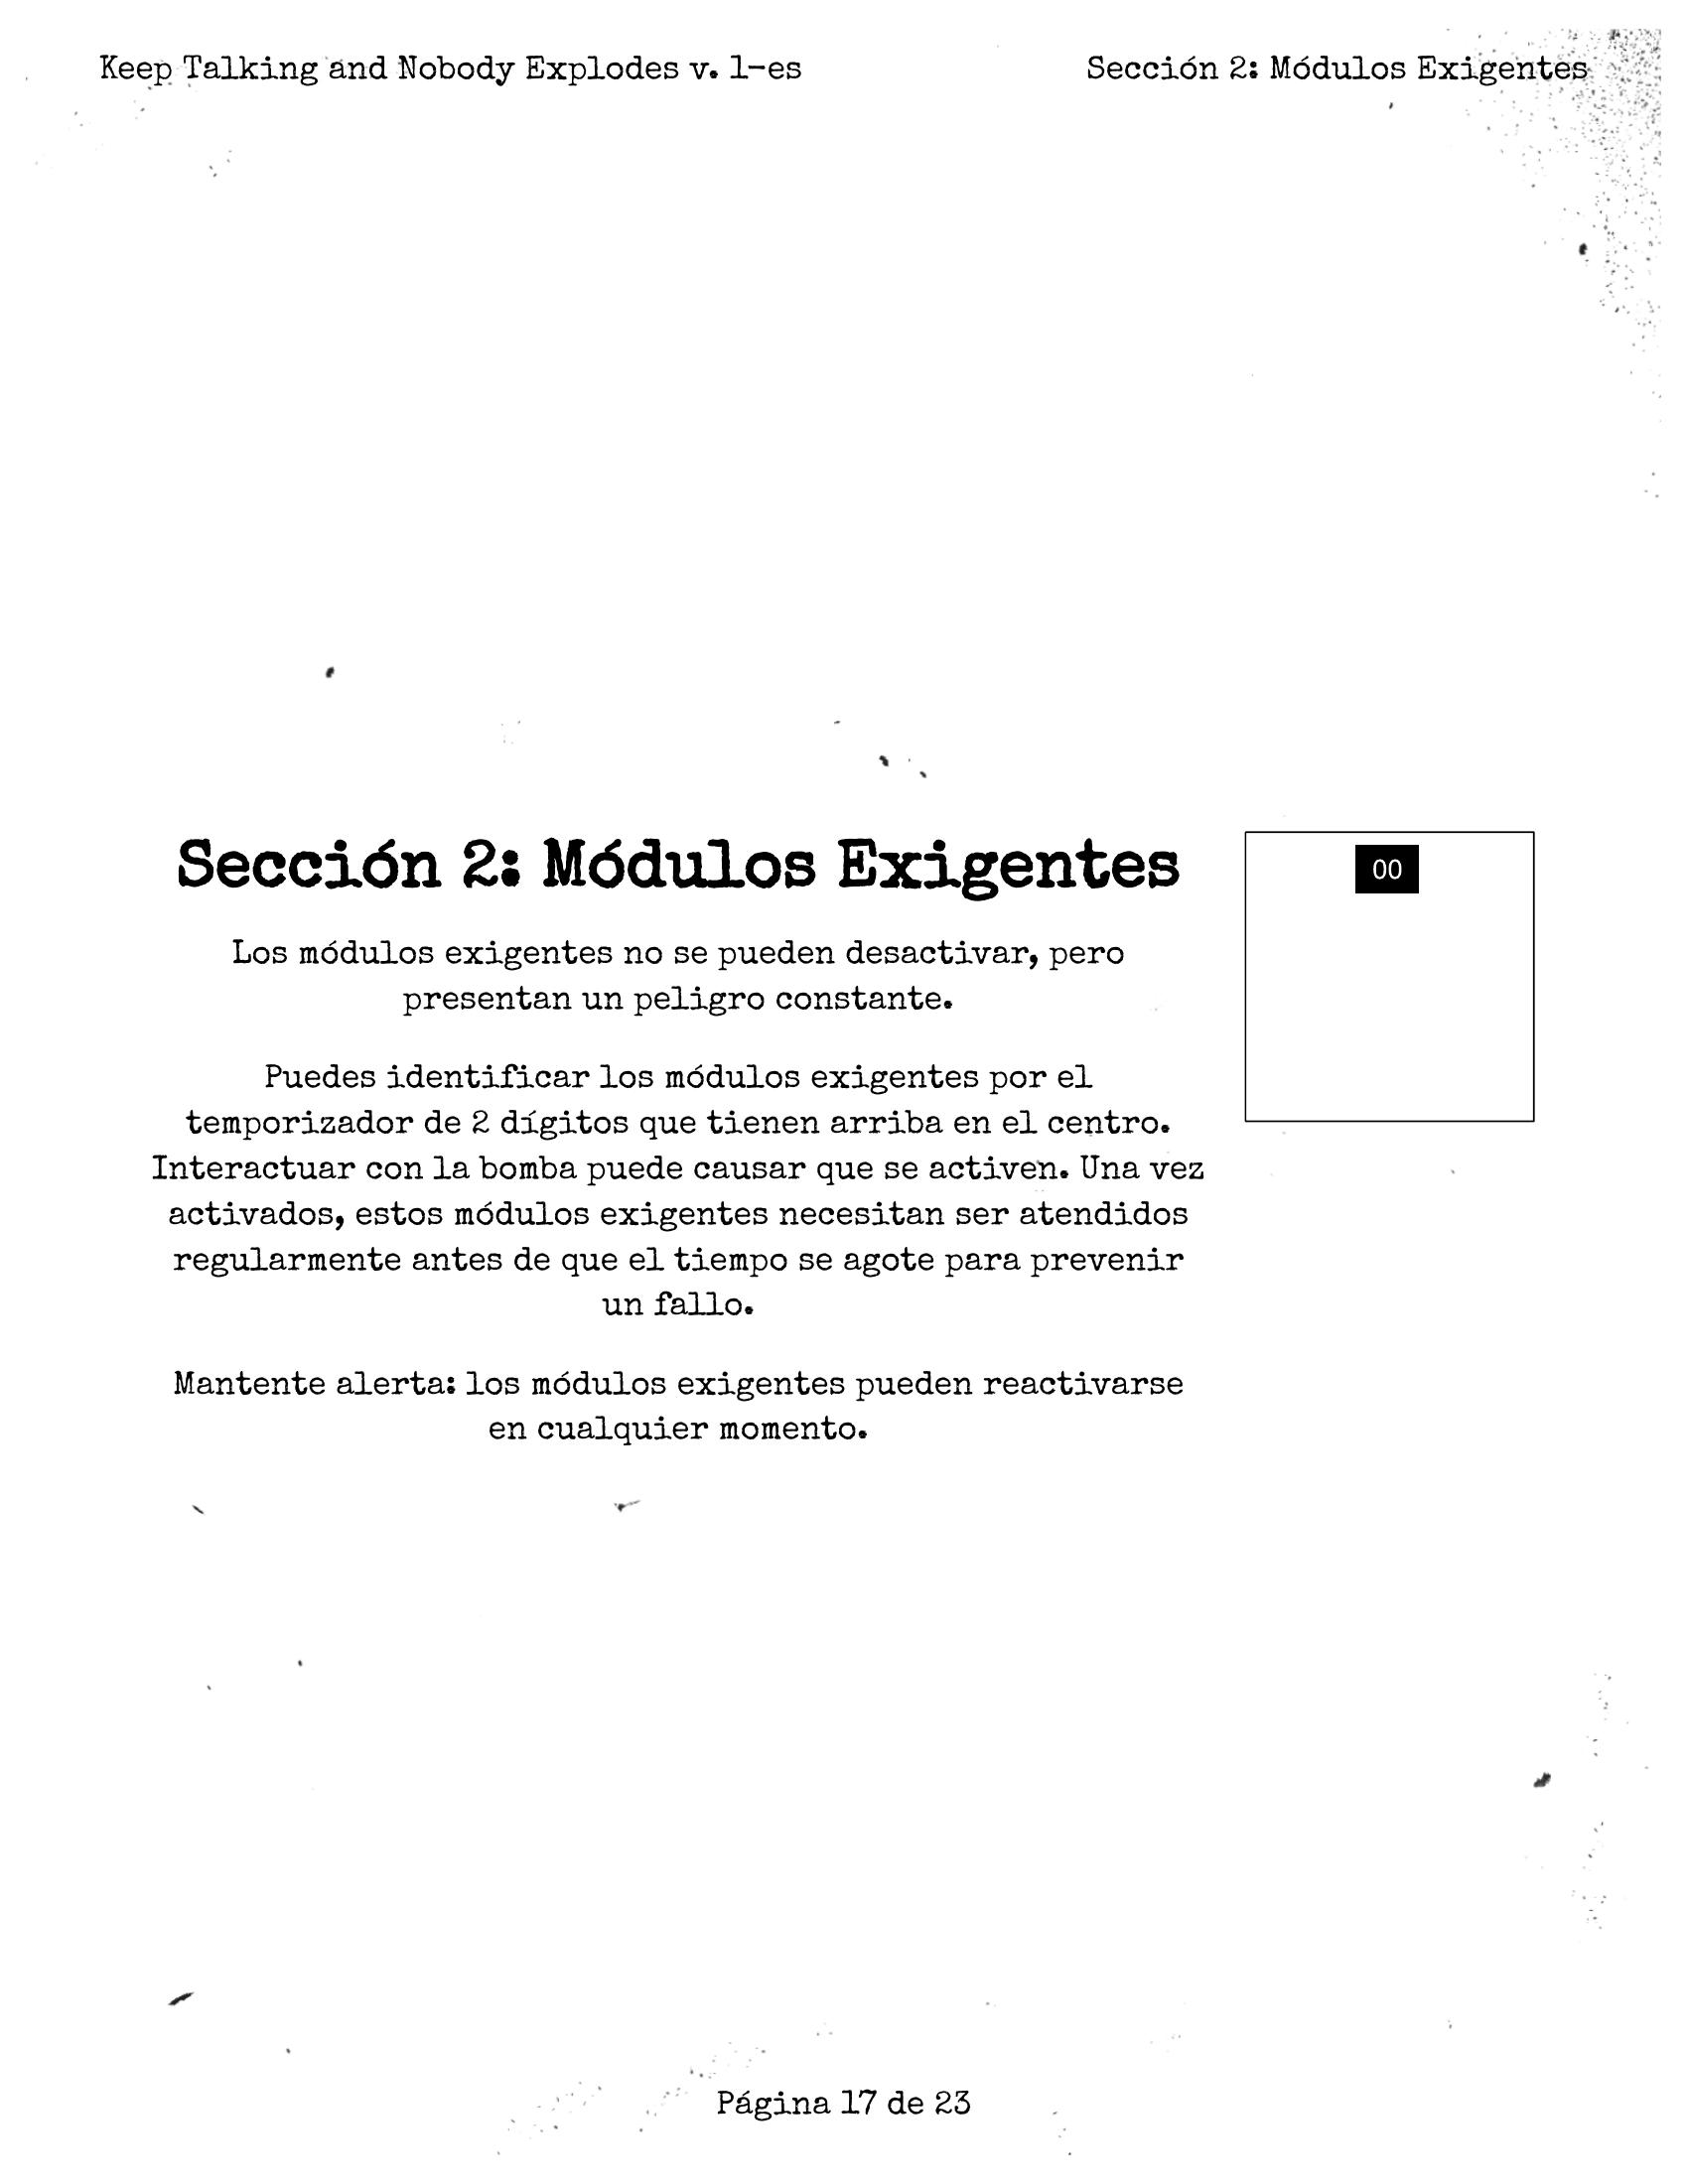 Keep Talking and Nobody Explodes v. 1-es
Sección 2: Módulos Exigentes
Sección 2: Módulos Exigentes
00
Los módulos exigentes no se pueden desactivar, pero
presentan un peligro constante.
Puedes identificar los módulos exigentes por el
temporizador de 2 dígitos que tienen arriba en el centro.
Interactuar con la bomba puede causar que se activen. Una vez
activados, estos módulos exigentes necesitan ser atendidos
regularmente antes de que el tiempo se agote para prevenir
un fallo.
Mantente alerta: los módulos exigentes pueden reactivarse
en cualquier momento.
Página 17 de 23